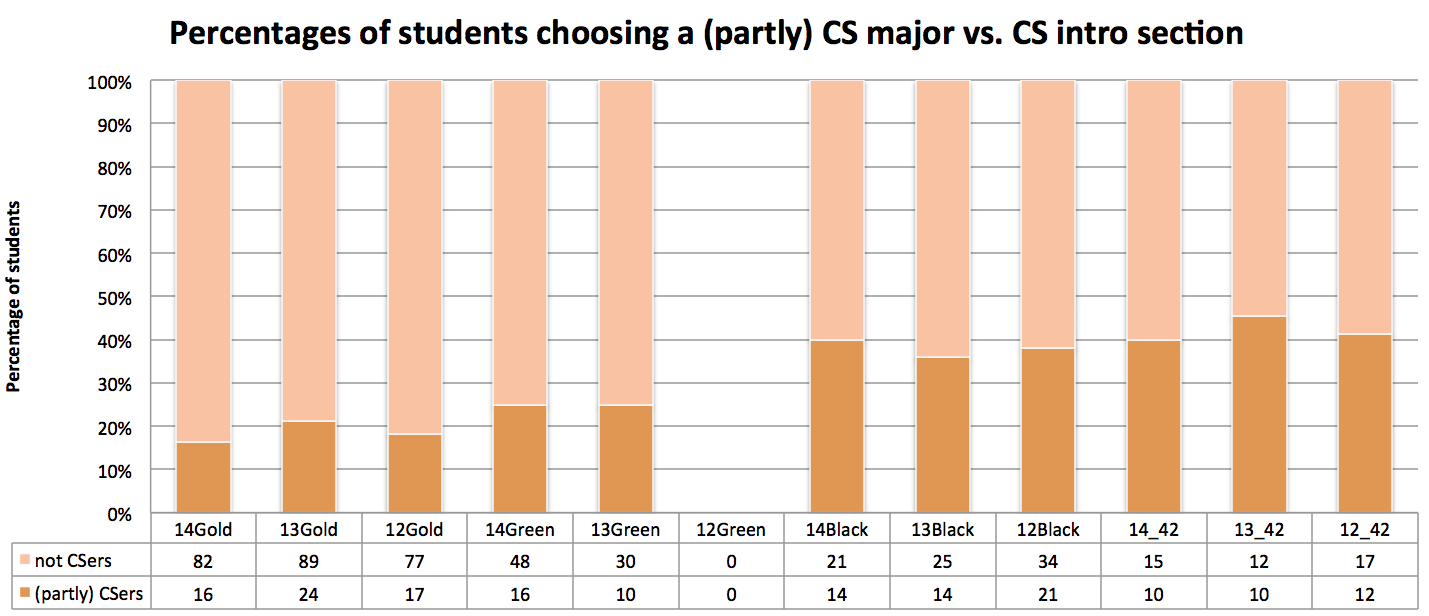 Percentages of students choosing a (partly) CS major vs. CS intro section
Percentage of students
100%
90%
80%
70%
60%
50%
40%
30%
20%
10%
0%
14Gold 13Gold 12Gold 14Green 13Green 12Green 14Black 13Black 12Black 14_42 13_42 12_42
not CSers 82 89 77 48 30 0 21 25 34 15 12 17
(partly) CSers 16 24 17 16 10 0 14 14 21 10 10 12